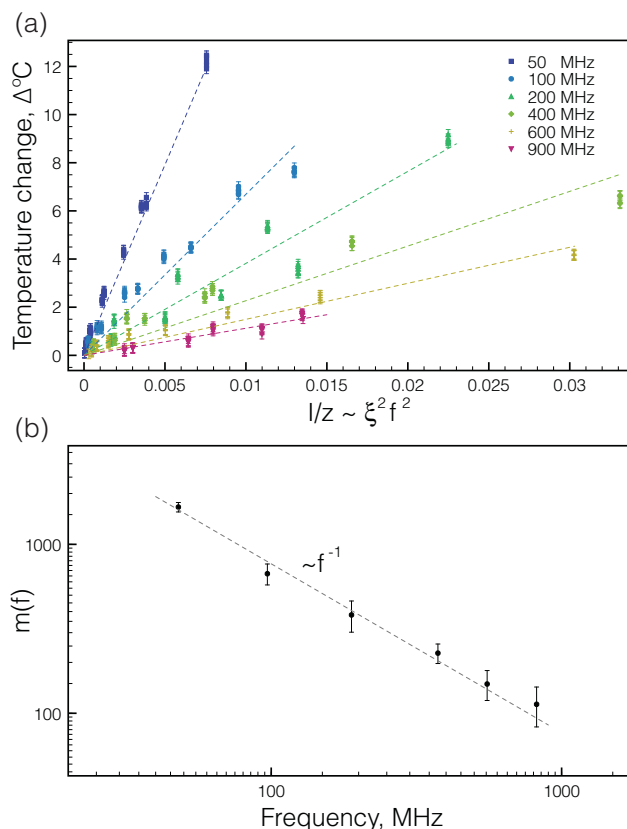 (a)
Temperature change, Δ°C
12
10
8
6
4
2
0
50 MHz
100 MHz
200 MHz
400 MHz
600 MHz
900 MHz
0
0.005
0.01
0.015
0.02
0.025
0.03
I/z ~ ξ²f²
(b)
m(f)
1000
100
~f⁻¹
100
1000
Frequency, MHz